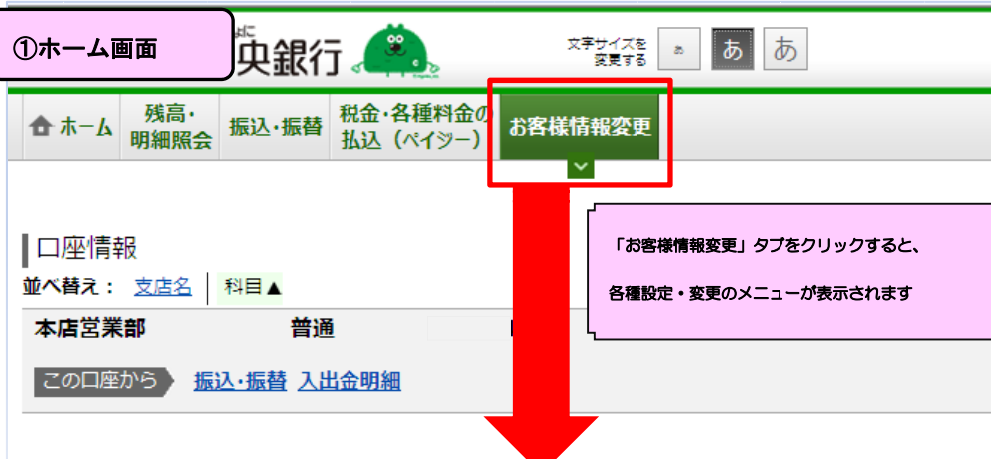 ①ホーム画面
央銀行
文字サイズを
変更する
あ あ あ
ホーム
残高・
明細照会
振込・振替
税金・各種料金の
払込（ペイジー）
お客様情報変更
「お客様情報変更」タブをクリックすると、
各種設定・変更のメニューが表示されます
口座情報
並べ替え： 支店名 科目▲
本店営業部 普通
この口座から 振込・振替 入出金明細